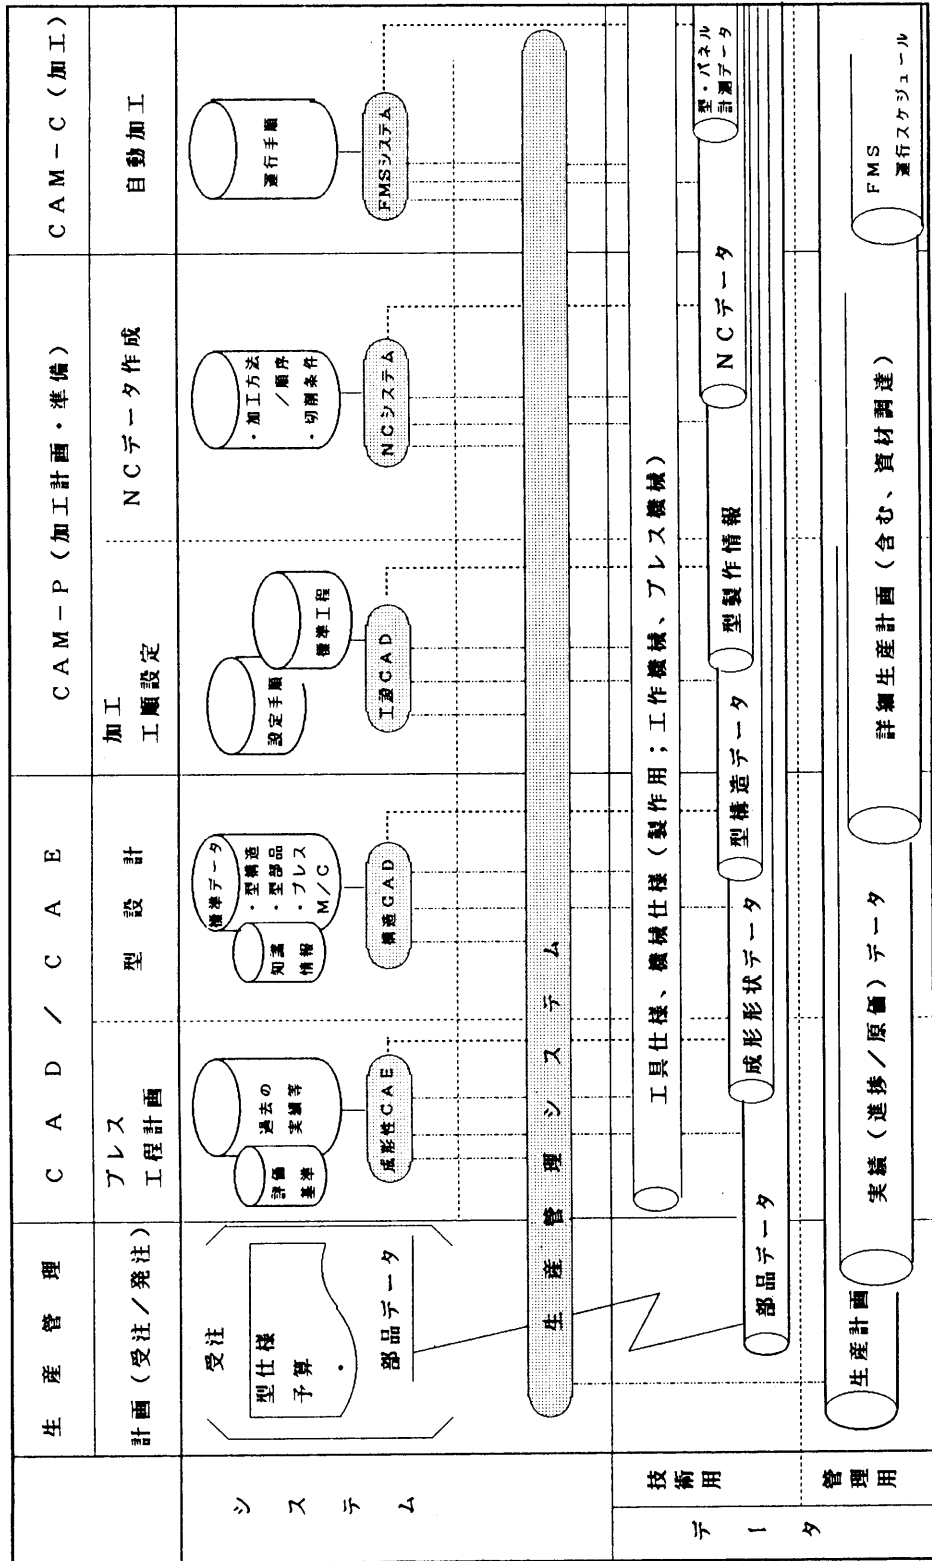 生産管理
CAD/CAE
CAM-P（加工計画・準備）
CAM-C（加工）
計画（受注/発注）
プレス
工程計画
型設計
加工
工順設定
NCデータ作成
自動加工
システム
受注
型仕様
予算
・
部品データ
評価
基準
過去の
実績等
成形性CAE
知識
情報
標準データ
・型構造
・型部品
・プレス
M/C
構造CAD
設定手順
標準工程
工設CAD
・加工方法
/順序
・切削条件
NCシステム
運行手順
FMSシステム
生産管理システム
データ
技術用
工具仕様、機械仕様（製作用；工作機械、プレス機械）
部品データ
成形形状データ
型構造データ
型製作情報
NCデータ
型・パネル
計測データ
管理用
生産計画
実績（進捗/原価）データ
詳細生産計画（含む、資材調達）
FMS
運行スケジュール